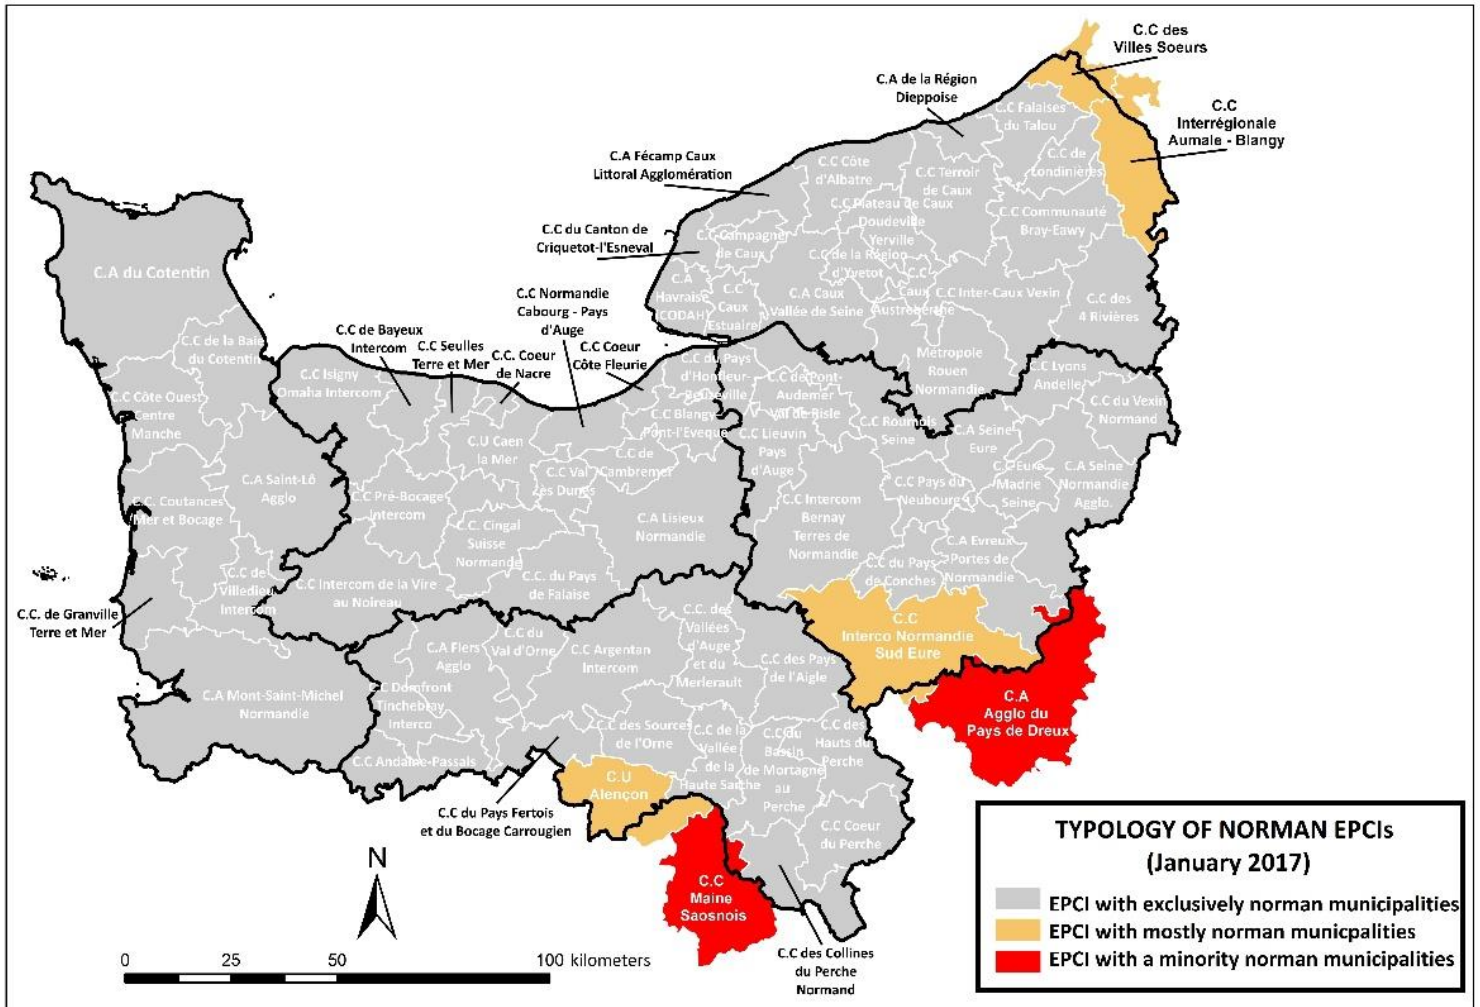 C.C des
Villes Soeurs
C.A de la Région
Dieppoise
C.C Falaises
du Talou
C.C
Interrégionale
Aumale - Blangy
C.A Fécamp Caux
Littoral Agglomération
C.C Côte
d'Albatre
C.C Terroir
de Caux
C.C de
Londinières
C.C Plateau de Caux
Doudeville
Yerville
C.C Communauté
Bray-Eawy
C.C du Canton de
Criquetot-l'Esneval
C.C Campagne
de Caux
C.C de la Région
d'Yvetot
C.A du Cotentin
C.A
Havraise
(CODAH)
C.C
Caux
Estuaire
C.A Caux
Vallée de Seine
C.C
Caux
Austreberthe
C.C Inter-Caux Vexin
C.C des
4 Rivières
C.C Normandie
Cabourg - Pays
d'Auge
C.C de Bayeux
Intercom
C.C Seulles
Terre et Mer
C.C. Coeur
de Nacre
C.C Coeur
Côte Fleurie
C.C de la Baie
du Cotentin
C.C Isigny
Omaha Intercom
C.C du Pays
d'Honfleur-
Beuzeville
C.C de Pont-
Audemer
Val de Risle
Métropole
Rouen
Normandie
C.C Lyons
Andelle
C.C du Vexin
Normand
C.C Côte Ouest
Centre
Manche
C.C Blangy
Pont-l'Eveque
C.C Lieuvin
Pays
d'Auge
C.C Roumois
Seine
C.A Seine
Eure
C.U Caen
la Mer
C.C Val
Les Dunes
C.C de
Cambremer
C.C Eure
Madrie
Seine
C.A Seine
Normandie
Agglo
C.A Saint-Lô
Agglo
C.C. Coutances
Mer et Bocage
C.C Pré-Bocage
Intercom
C.C Pays du
Neubourg
C.C Intercom
Bernay
Terres de
Normandie
C.C. Cingal
Suisse
Normande
C.A Lisieux
Normandie
C.A Evreux
Portes de
Normandie
C.C du Pays
de Conches
C.C de
Villedieu
Intercom
C.C Intercom de la Vire
au Noireau
C.C. du Pays
de Falaise
C.C. de Granville
Terre et Mer
C.C
Interco Normandie
Sud Eure
C.C. des
Vallées
d'Auge
et du
Merlerault
C.A Flers
Agglo
C.C du
Val d'Orne
C.C Argentan
Intercom
C.C des Pays
de l'Aigle
C.A Mont-Saint-Michel
Normandie
C.C Domfront
Tinchebray
Interco
C.A
Agglo du
Pays de Dreux
C.C des Sources
de l'Orne
C.C de la
Vallée
de la
Haute Sarthe
C.C du
Bassin
de Mortagne
au
Perche
C.C des
Hauts du
Perche
C.C Andaine-Passais
C.U
Alençon
C.C du Pays Fertois
et du Bocage Carrougien
C.C Coeur
du Perche
C.C
Maine
Saosnois
C.C des Collines
du Perche
Normand
N
0 25 50 100 kilometers
TYPOLOGY OF NORMAN EPCIs
(January 2017)
EPCI with exclusively norman municipalities
EPCI with mostly norman municpalities
EPCI with a minority norman municipalities